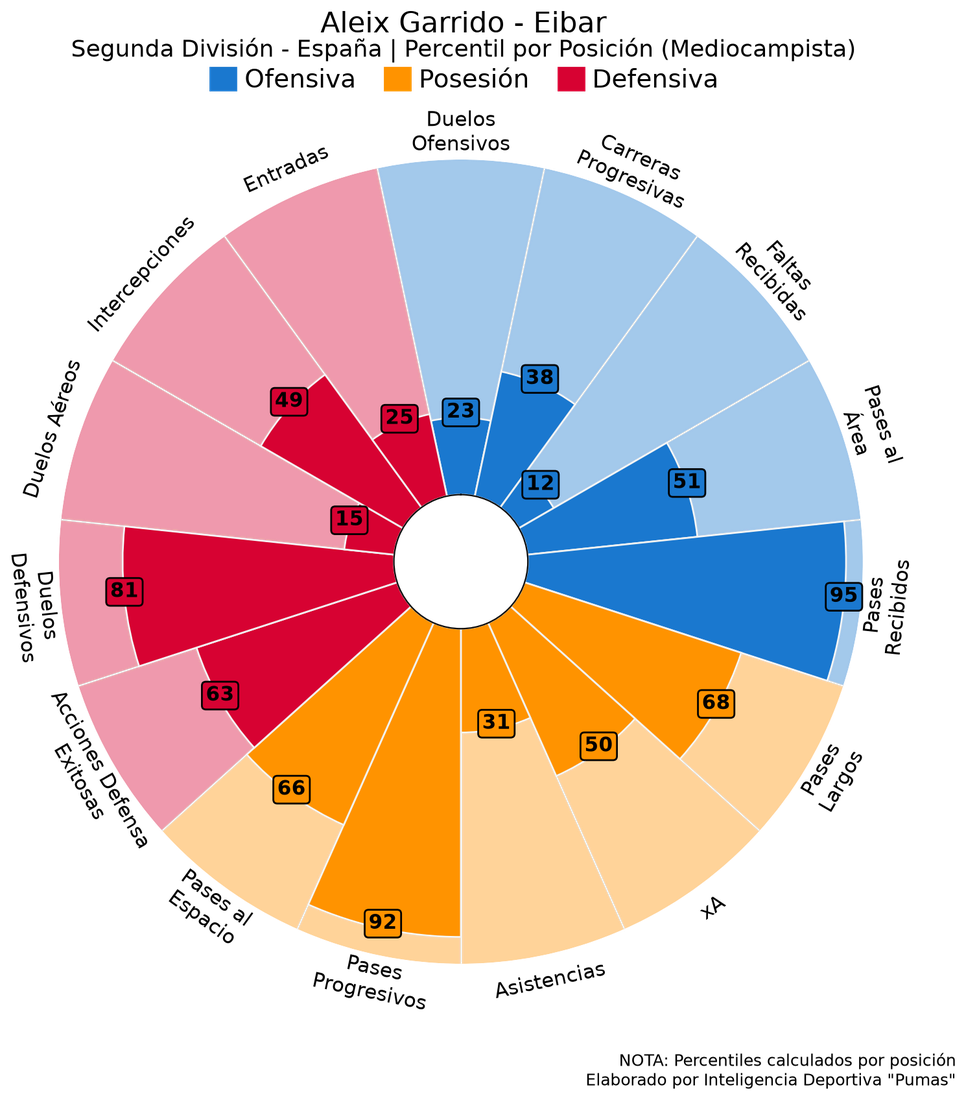 Aleix Garrido - Eibar
Segunda División - España | Percentil por Posición (Mediocampista)
Ofensiva
Posesión
Defensiva
Duelos
Ofensivos
23
Carreras
Progresivas
38
Faltas
Recibidas
12
Pases al
Área
51
Pases
Recibidos
95
Pases
Largos
68
xA
50
Asistencias
31
Pases
Progresivos
92
Pases al
Espacio
66
Acciones Defensa
Exitosas
63
Duelos
Defensivos
81
Duelos Aéreos
15
Intercepciones
49
Entradas
25
NOTA: Percentiles calculados por posición
Elaborado por Inteligencia Deportiva "Pumas"